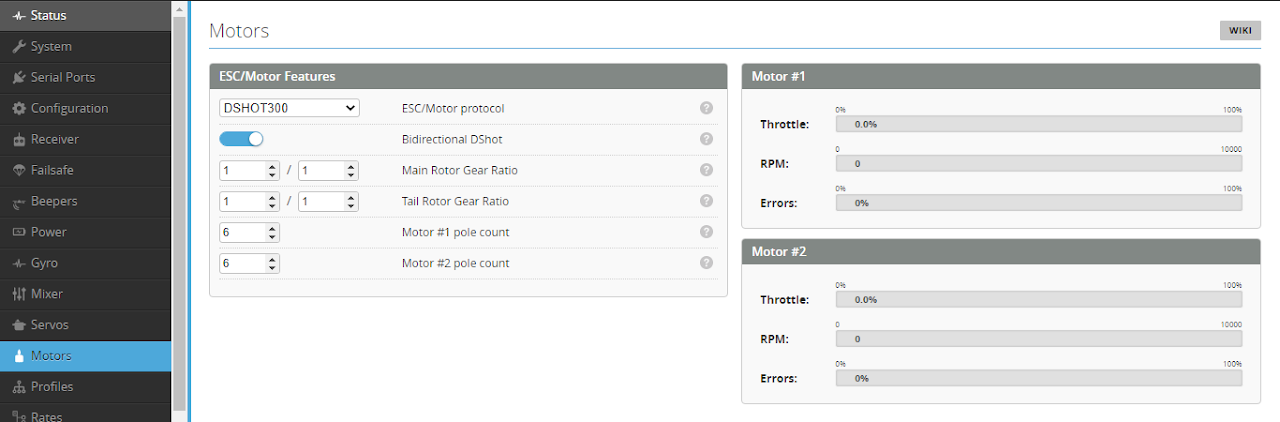 Status
System
Serial Ports
Configuration
Receiver
Failsafe
Beepers
Power
Gyro
Mixer
Servos
Motors
Profiles
Rates
Motors
WIKI
ESC/Motor Features
DSHOT300 ESC/Motor protocol ?
Bidirectional DShot ?
1 / 1 Main Rotor Gear Ratio ?
1 / 1 Tail Rotor Gear Ratio ?
6 Motor #1 pole count ?
6 Motor #2 pole count ?
Motor #1
0% 100%
Throttle: 0.0%
0 10000
RPM: 0
0% 100%
Errors: 0%
Motor #2
0% 100%
Throttle: 0.0%
0 10000
RPM: 0
0% 100%
Errors: 0%